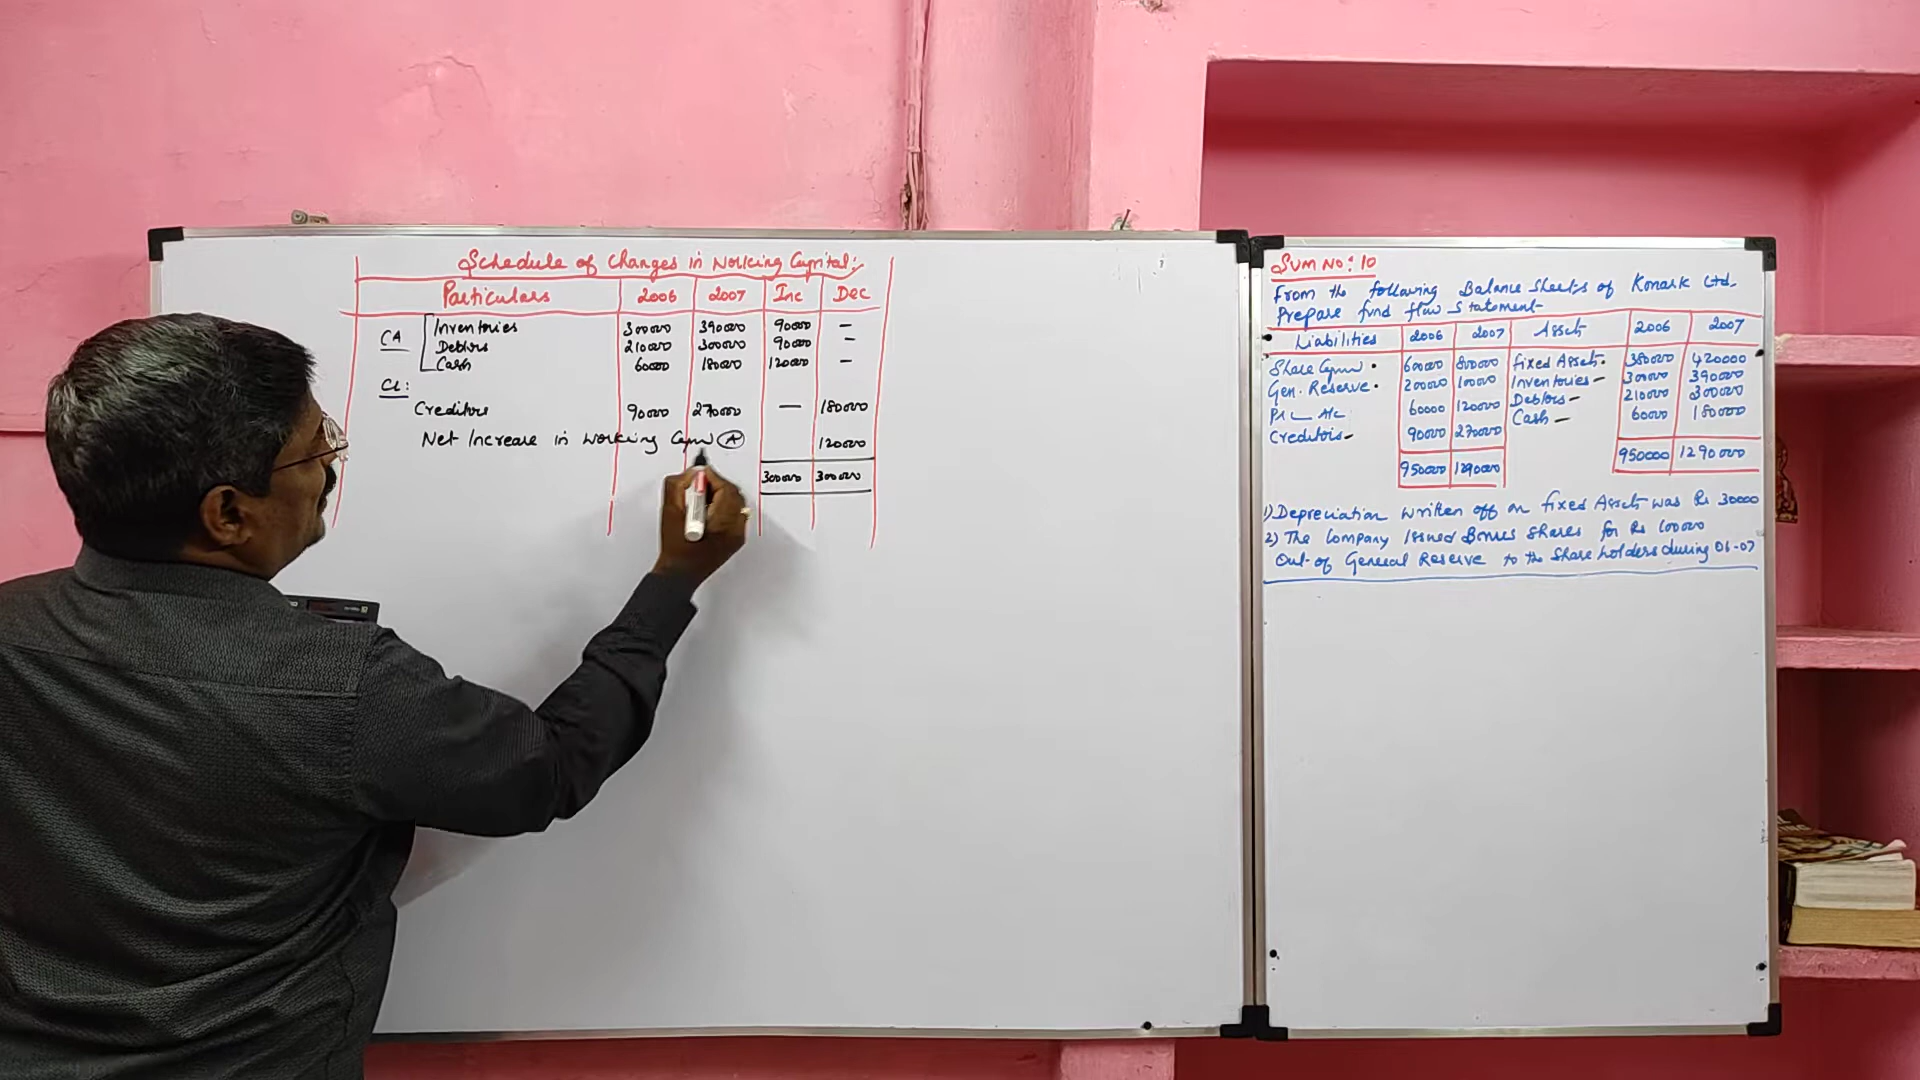 Schedule of Changes in Working Capital:
Particulars 2006 2007 Inc Dec
CA Inventories 300000 390000 90000 —
Debtors 210000 300000 90000 —
Cash 60000 180000 120000 —
CL:
Creditors 90000 270000 — 180000
Net Increase in Working A 120000
300000 300000
SUM NO: 10
From the following Balance Sheets of Konark Ltd.
Prepare fund flow Statement-
Liabilities 2006 2007 Assets 2006 2007
Share 600000 800000 Fixed Assets. 380000 420000
Gen. Reserve. 200000 100000 Inventories- 300000 390000
P&L A/c 60000 120000 Debtors- 210000 300000
Creditors- 90000 270000 Cash- 60000 180000
950000 1290000 950000 1290000
1) Depreciation written off on fixed Assets was Rs 30000
2) The Company Issued Bonus Shares for Rs 100000
Out of General Reserve to the Share holders during 06-07